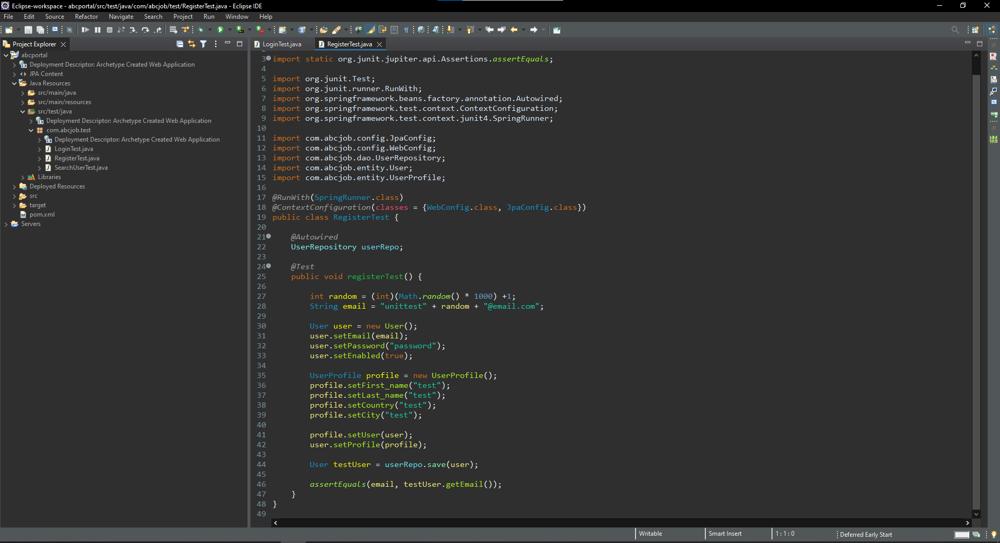 Eclipse-workspace - abcportal/src/test/java/com/abcjob/test/RegisterTest.java - Eclipse IDE
File Edit Source Refactor Navigate Search Project Run Window Help
Project Explorer
abcportal
Deployment Descriptor: Archetype Created Web Application
JPA Content
Java Resources
src/main/java
src/main/resources
src/test/java
Deployment Descriptor: Archetype Created Web Application
com.abcjob.test
Deployment Descriptor: Archetype Created Web Application
LoginTest.java
RegisterTest.java
SearchUserTest.java
Libraries
Deployed Resources
src
target
pom.xml
Servers
LoginTest.java RegisterTest.java
3 import static org.junit.jupiter.api.Assertions.assertEquals;
4
5 import org.junit.Test;
6 import org.junit.runner.RunWith;
7 import org.springframework.beans.factory.annotation.Autowired;
8 import org.springframework.test.context.ContextConfiguration;
9 import org.springframework.test.context.junit4.SpringRunner;
10
11 import com.abcjob.config.JpaConfig;
12 import com.abcjob.config.WebConfig;
13 import com.abcjob.dao.UserRepository;
14 import com.abcjob.entity.User;
15 import com.abcjob.entity.UserProfile;
16
17 @RunWith(SpringRunner.class)
18 @ContextConfiguration(classes = {WebConfig.class, JpaConfig.class})
19 public class RegisterTest {
20
21 @Autowired
22 UserRepository userRepo;
23
24 @Test
25 public void registerTest() {
26
27 int random = (int)(Math.random() * 1000) +1;
28 String email = "unittest" + random + "@email.com";
29
30 User user = new User();
31 user.setEmail(email);
32 user.setPassword("password");
33 user.setEnabled(true);
34
35 UserProfile profile = new UserProfile();
36 profile.setFirst_name("test");
37 profile.setLast_name("test");
38 profile.setCountry("test");
39 profile.setCity("test");
40
41 profile.setUser(user);
42 user.setProfile(profile);
43
44 User testUser = userRepo.save(user);
45
46 assertEquals(email, testUser.getEmail());
47 }
48 }
49
Writable Smart Insert 1 : 1 : 0 Deferred Early Start